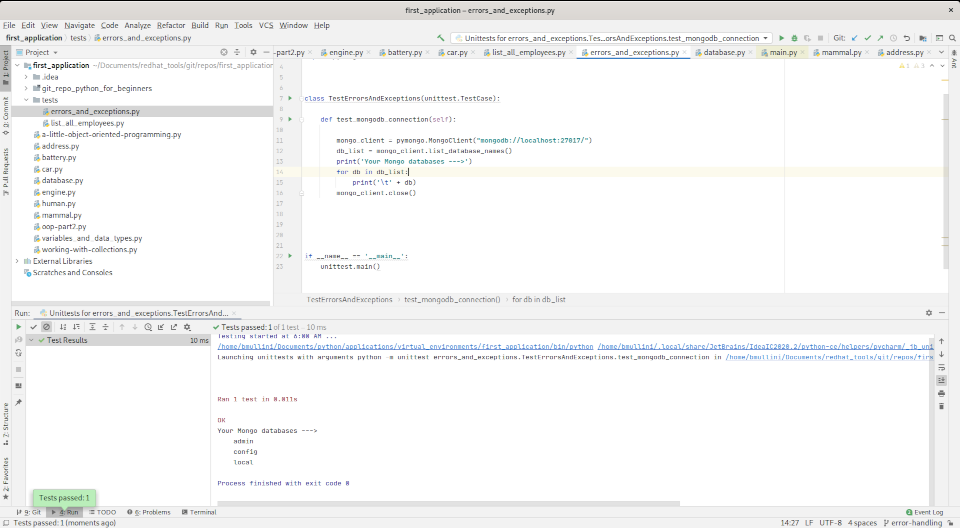 first_application – errors_and_exceptions.py
File Edit View Navigate Code Analyze Refactor Build Run Tools VCS Window Help
first_application tests errors_and_exceptions.py
Unittests for errors_and_exceptions.Tes...orsAndExceptions.test_mongodb_connection
Git:
Project
-part2.py engine.py battery.py car.py list_all_employees.py errors_and_exceptions.py database.py main.py mammal.py address.py
first_application ~/Documents/redhat_tools/git/repos/first_application
.idea
git_repo_python_for_beginners
tests
errors_and_exceptions.py
list_all_employees.py
a-little-object-oriented-programming.py
address.py
battery.py
car.py
database.py
engine.py
human.py
mammal.py
oop-part2.py
variables_and_data_types.py
working-with-collections.py
External Libraries
Scratches and Consoles
1: Project
0: Commit
Pull Requests
7: Structure
2: Favorites
Ant
4
5
6
7
8 class TestErrorsAndExceptions(unittest.TestCase):
9 def test_mongodb_connection(self):
10
11 mongo_client = pymongo.MongoClient("mongodb://localhost:27017/")
12 db_list = mongo_client.list_database_names()
13 print('Your Mongo databases --->')
14 for db in db_list:
15 print('\t' + db)
16 mongo_client.close()
17
18
19
20
21
22 if __name__ == '__main__':
23 unittest.main()
TestErrorsAndExceptions test_mongodb_connection() for db in db_list
Run: Unittests for errors_and_exceptions.TestErrorsAnd...
Tests passed: 1 of 1 test – 10 ms
Test Results 10 ms
Testing started at 6:00 AM ...
/home/bmullini/Documents/python/applications/virtual_environments/first_application/bin/python /home/bmullini/.local/share/JetBrains/IdeaIC2020.2/python-ce/helpers/pycharm/_jb_uni
Launching unittests with arguments python -m unittest errors_and_exceptions.TestErrorsAndExceptions.test_mongodb_connection in /home/bmullini/Documents/redhat_tools/git/repos/firs
Ran 1 test in 0.011s
OK
Your Mongo databases --->
admin
config
local
Process finished with exit code 0
Tests passed: 1
9: Git 4: Run TODO 6: Problems Terminal Event Log
Tests passed: 1 (moments ago) 14:27 LF UTF-8 4 spaces error-handling